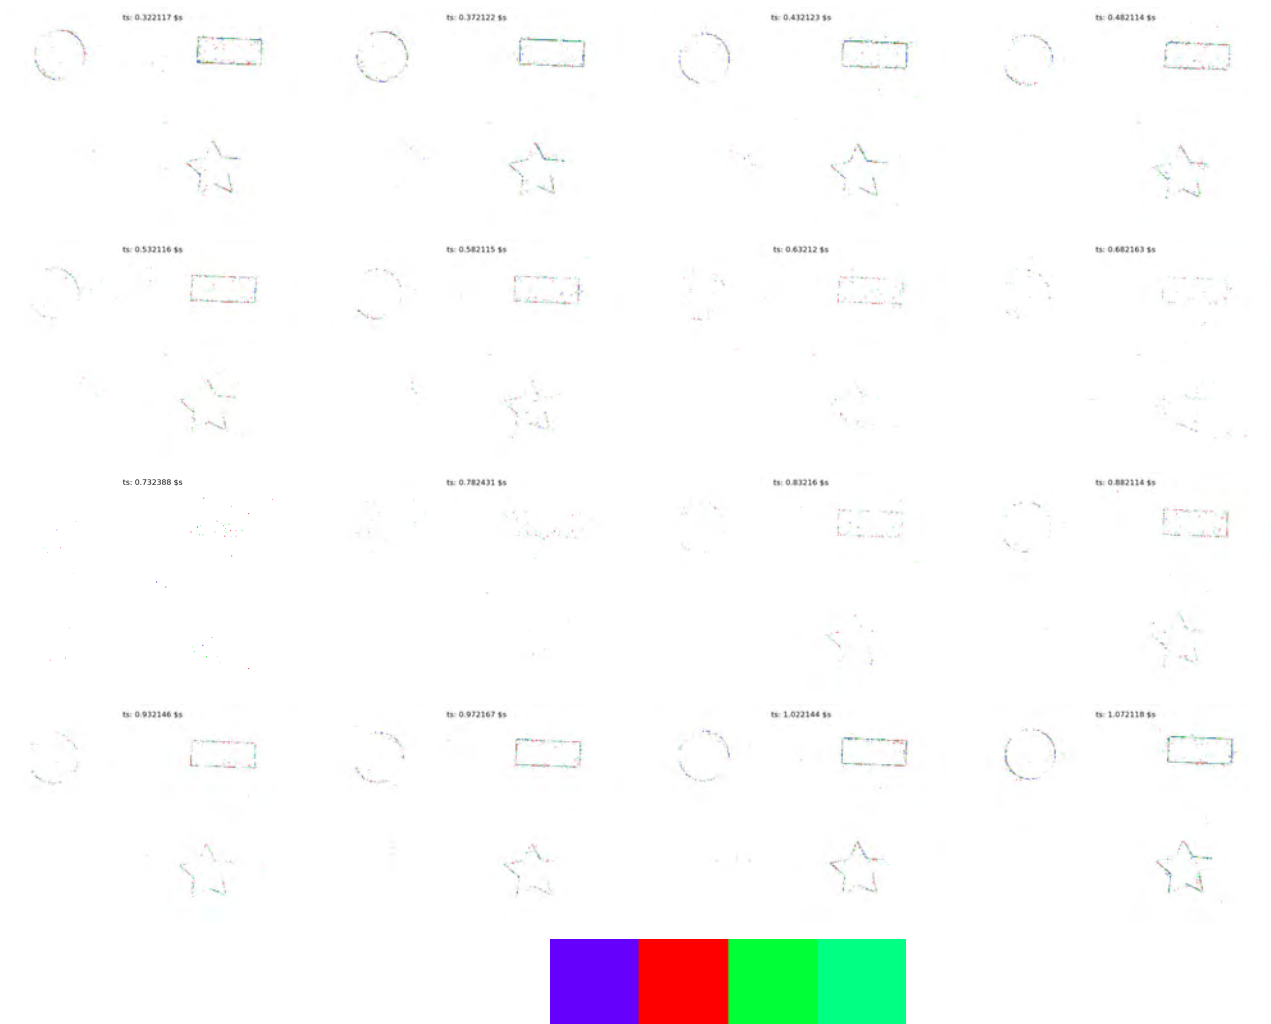 ts: 0.322117 $s
ts: 0.372122 $s
ts: 0.432123 $s
ts: 0.482114 $s
ts: 0.532116 $s
ts: 0.582115 $s
ts: 0.63212 $s
ts: 0.682163 $s
ts: 0.732388 $s
ts: 0.782431 $s
ts: 0.83216 $s
ts: 0.882114 $s
ts: 0.932146 $s
ts: 0.972167 $s
ts: 1.022144 $s
ts: 1.072118 $s